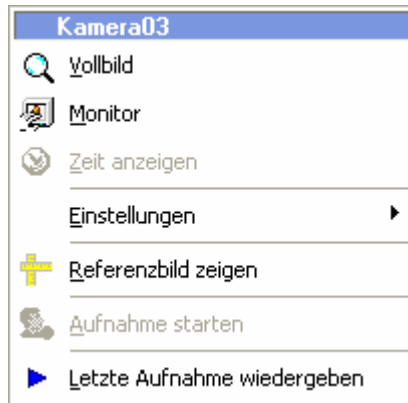 Kamera03
Vollbild
Monitor
Zeit anzeigen
Einstellungen
Referenzbild zeigen
Aufnahme starten
Letzte Aufnahme wiedergeben